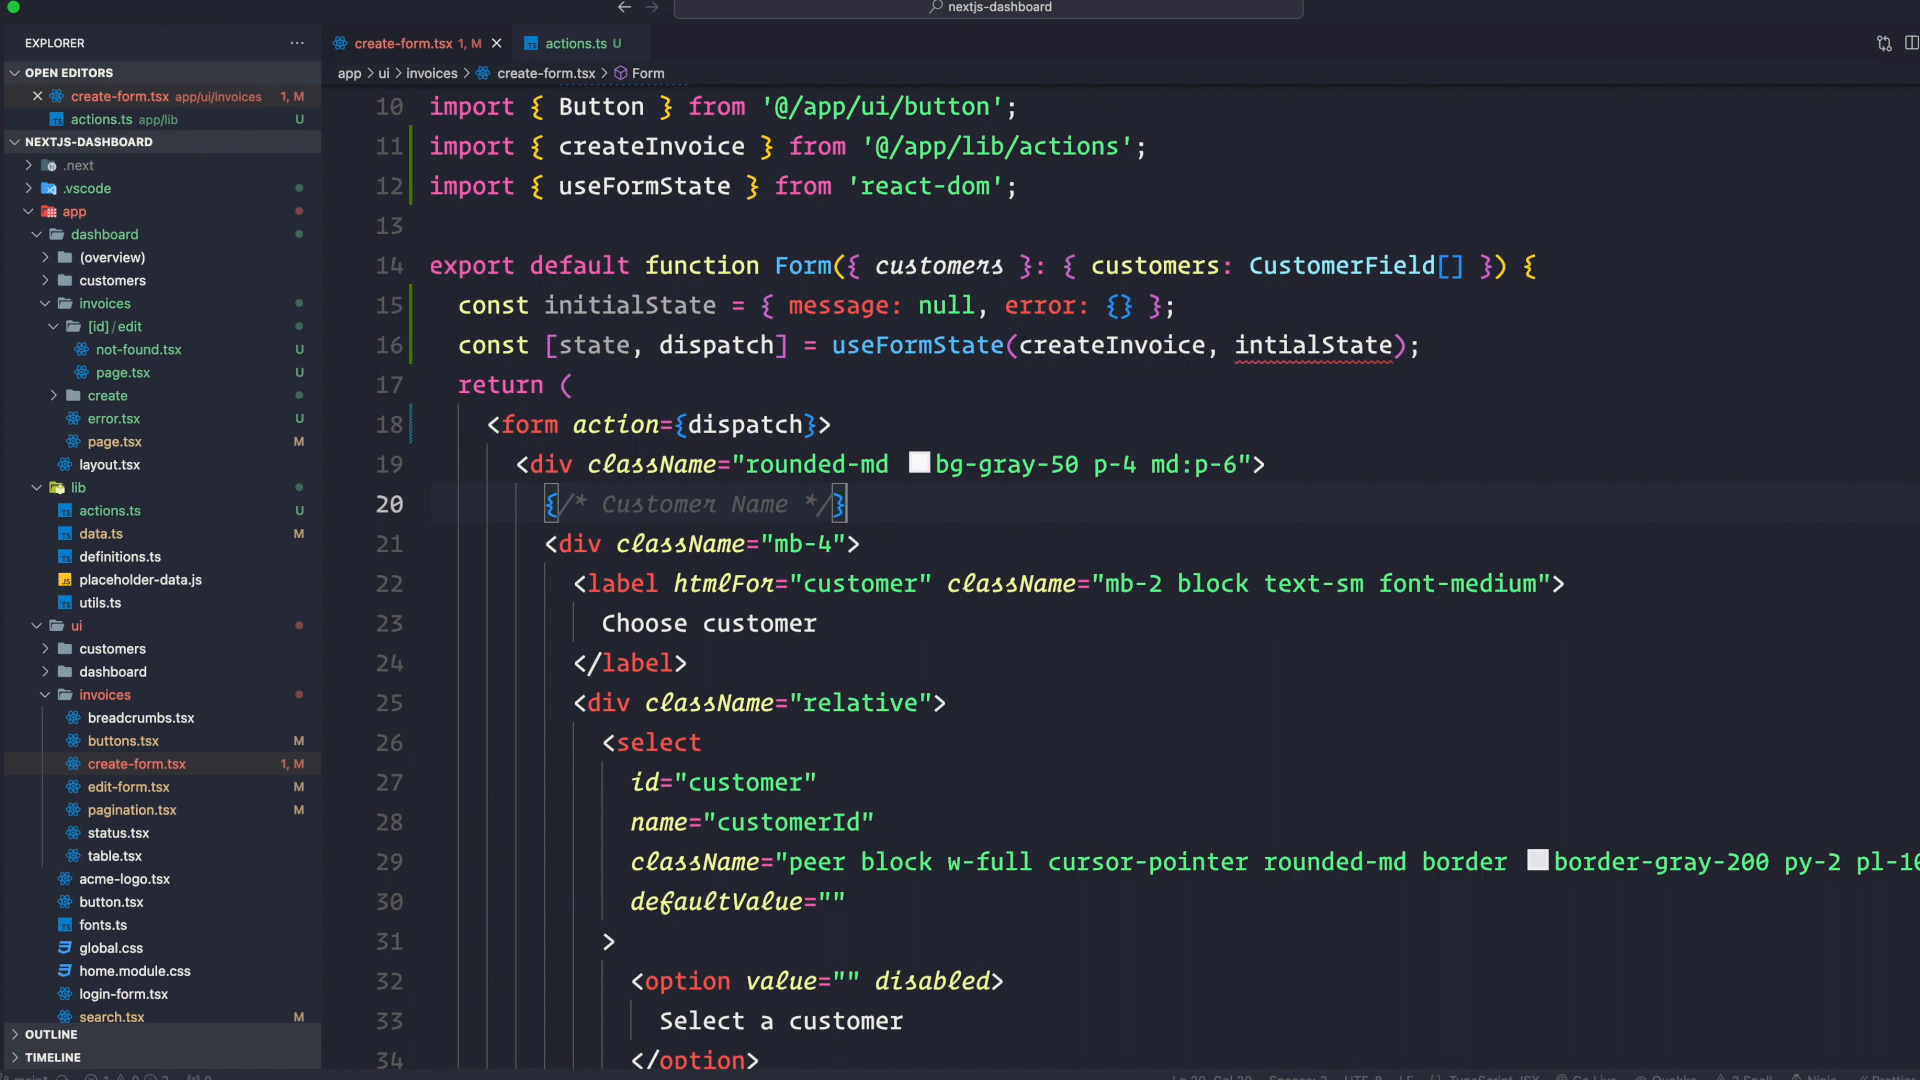 nextjs-dashboard
EXPLORER
create-form.tsx 1, M
actions.ts U
OPEN EDITORS
app > ui > invoices > create-form.tsx > Form
create-form.tsx app/ui/invoices 1, M
actions.ts app/lib U
NEXTJS-DASHBOARD
.next
.vscode
app
dashboard
(overview)
customers
invoices
[id]/edit
not-found.tsx U
page.tsx U
create
error.tsx U
page.tsx M
layout.tsx
lib
actions.ts U
data.ts M
definitions.ts
placeholder-data.js
utils.ts
ui
customers
dashboard
invoices
breadcrumbs.tsx
buttons.tsx M
create-form.tsx 1, M
edit-form.tsx M
pagination.tsx M
status.tsx
table.tsx
acme-logo.tsx
button.tsx
fonts.ts
global.css
home.module.css
login-form.tsx
search.tsx M
OUTLINE
TIMELINE
10 import { Button } from '@/app/ui/button';
11 import { createInvoice } from '@/app/lib/actions';
12 import { useFormState } from 'react-dom';
13
14 export default function Form({ customers }: { customers: CustomerField[] }) {
15 const initialState = { message: null, error: {} };
16 const [state, dispatch] = useFormState(createInvoice, intialState);
17 return (
18 <form action={dispatch}>
19 <div className="rounded-md bg-gray-50 p-4 md:p-6">
20 {/* Customer Name */}
21 <div className="mb-4">
22 <label htmlFor="customer" className="mb-2 block text-sm font-medium">
23 Choose customer
24 </label>
25 <div className="relative">
26 <select
27 id="customer"
28 name="customerId"
29 className="peer block w-full cursor-pointer rounded-md border border-gray-200 py-2 pl-10
30 defaultValue=""
31 >
32 <option value="" disabled>
33 Select a customer
34 </option>